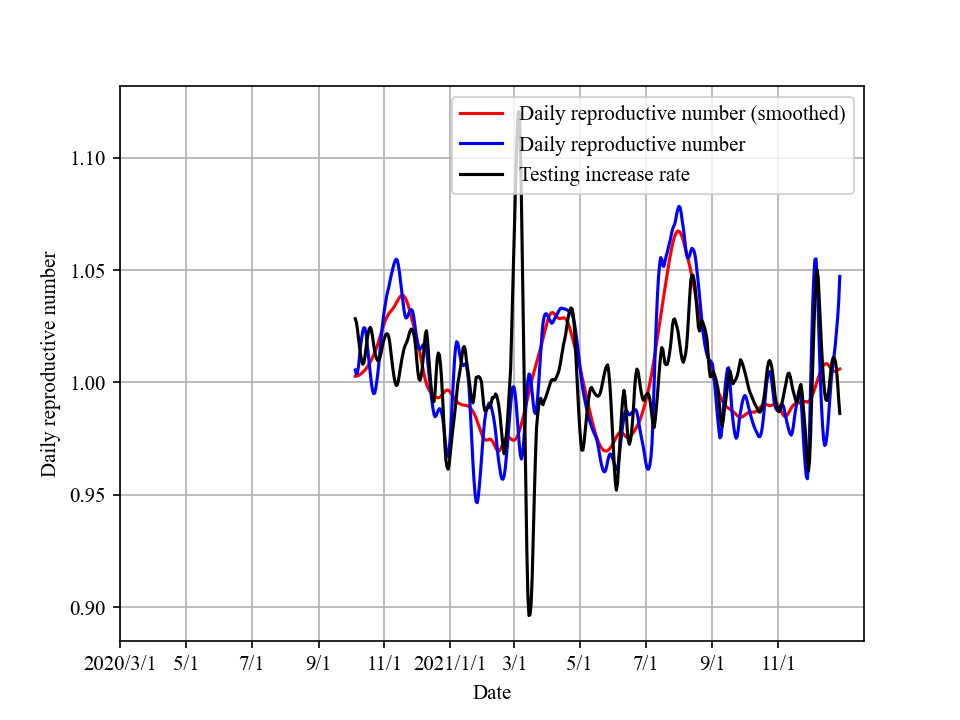 Daily reproductive number (smoothed)
Daily reproductive number
Testing increase rate
1.10
1.05
1.00
0.95
0.90
Daily reproductive number
2020/3/1 5/1 7/1 9/1 11/1 2021/1/1 3/1 5/1 7/1 9/1 11/1
Date